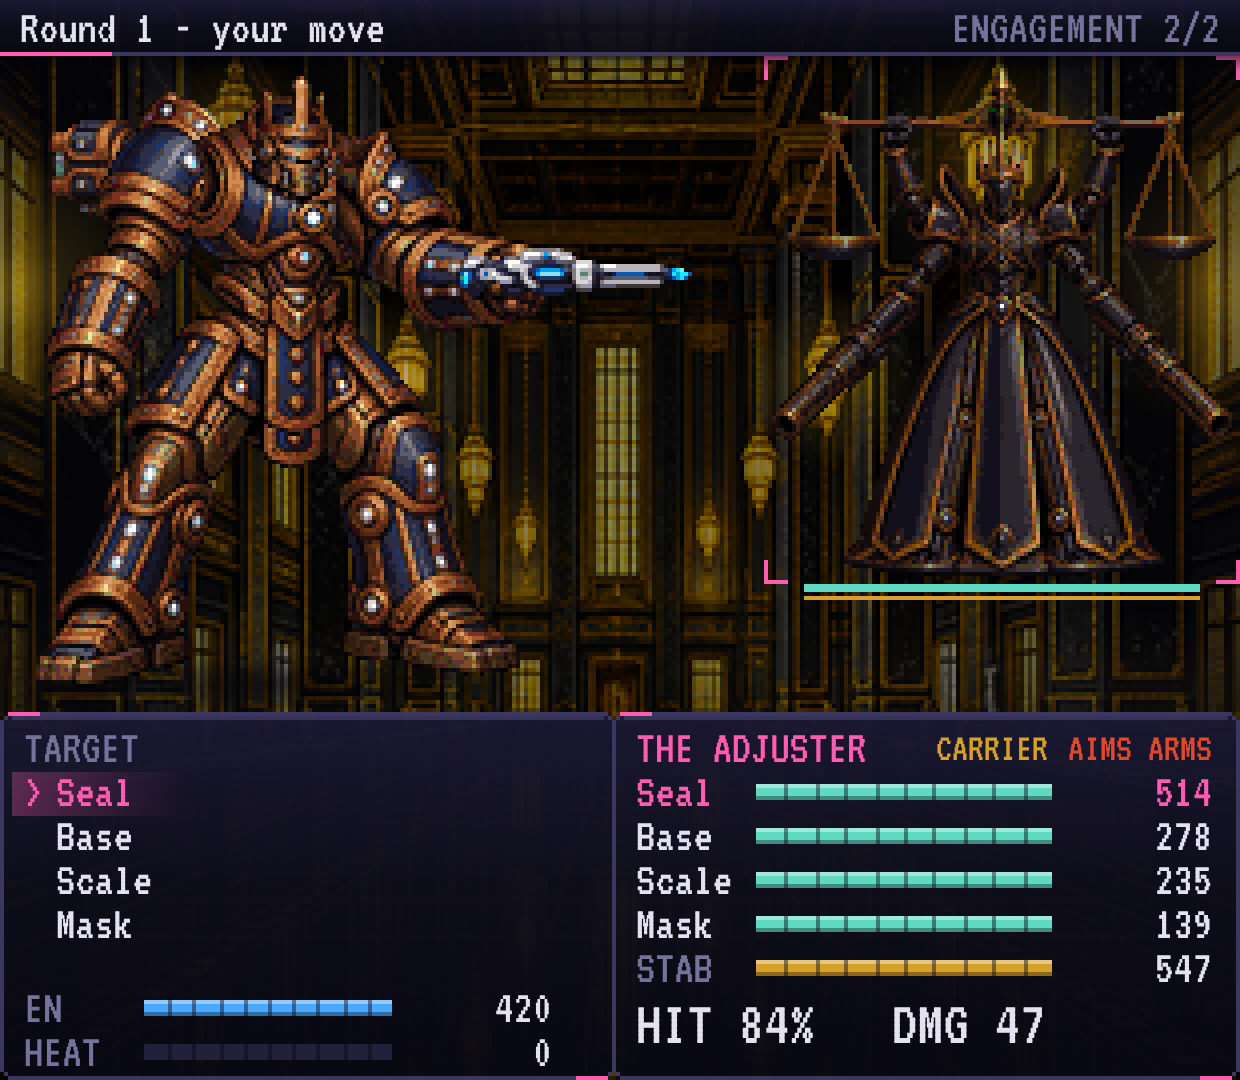 Round 1 - your move
ENGAGEMENT 2/2
TARGET
> Seal
Base
Scale
Mask
EN 420
HEAT 0
THE ADJUSTER CARRIER AIMS ARMS
Seal 514
Base 278
Scale 235
Mask 139
STAB 547
HIT 84% DMG 47